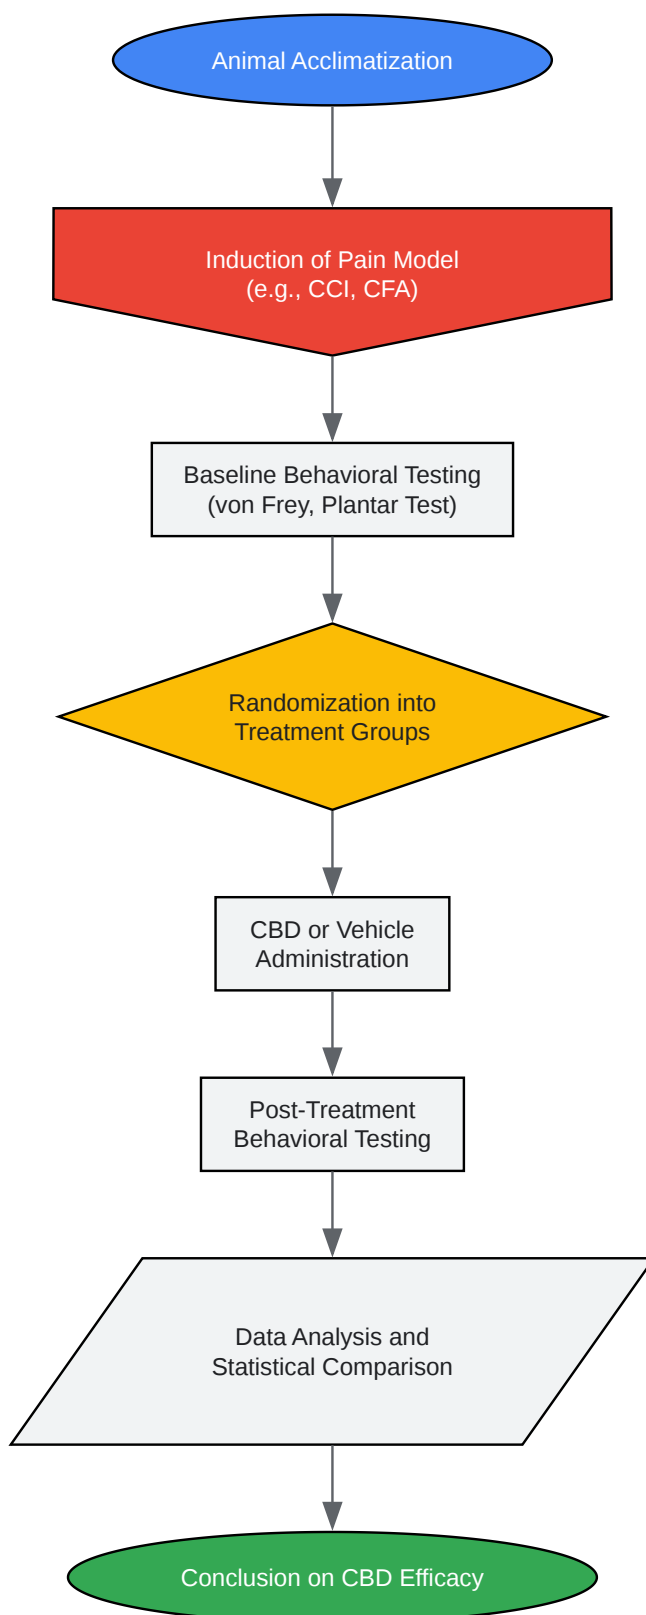 Animal Acclimatization
Induction of Pain Model
(e.g., CCI, CFA)
Baseline Behavioral Testing
(von Frey, Plantar Test)
Randomization into
Treatment Groups
CBD or Vehicle
Administration
Post-Treatment
Behavioral Testing
Data Analysis and
Statistical Comparison
Conclusion on CBD Efficacy